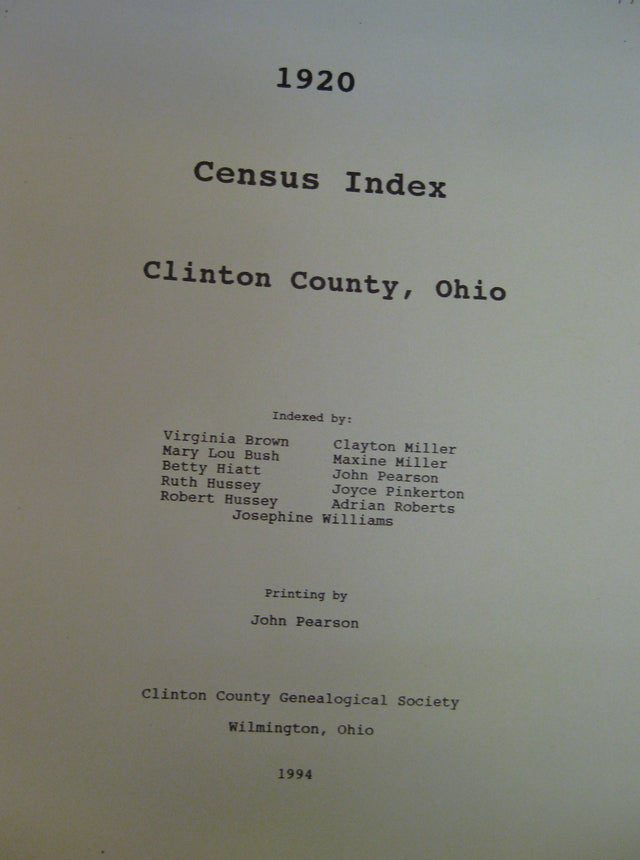 1920
Census Index
Clinton County, Ohio
Indexed by:
Virginia Brown Clayton Miller
Mary Lou Bush Maxine Miller
Betty Hiatt John Pearson
Ruth Hussey Joyce Pinkerton
Robert Hussey Adrian Roberts
Josephine Williams
Printing by
John Pearson
Clinton County Genealogical Society
Wilmington, Ohio
1994